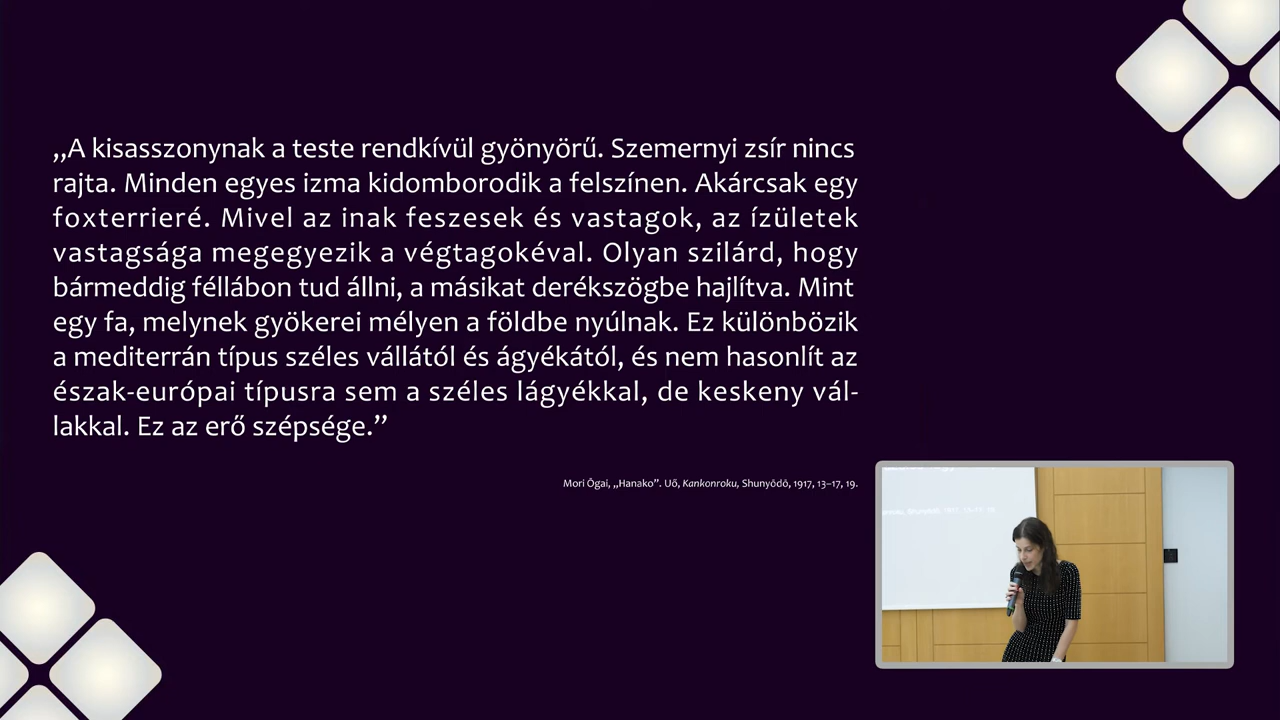 „A kisasszonynak a teste rendkívül gyönyörű. Szemernyi zsír nincs
rajta. Minden egyes izma kidomborodik a felszínen. Akárcsak egy
foxterrieré. Mivel az inak feszesek és vastagok, az ízületek
vastagsága megegyezik a végtagokéval. Olyan szilárd, hogy
bármeddig féllábon tud állni, a másikat derékszögbe hajlítva. Mint
egy fa, melynek gyökerei mélyen a földbe nyúlnak. Ez különbözik
a mediterrán típus széles vállától és ágyékától, és nem hasonlít az
észak-európai típusra sem a széles lágyékkal, de keskeny vál-
lakkal. Ez az erő szépsége.”
Mori Ōgai, „Hanako”. Uő, Kankonroku, Shunyōdō, 1917, 13–17, 19.